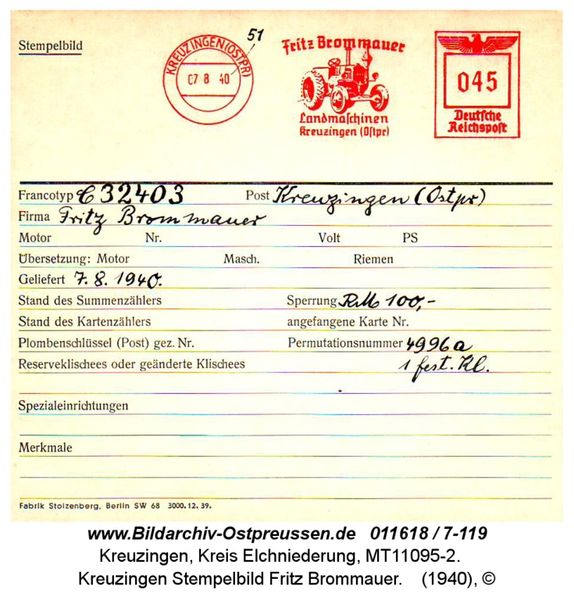 Stempelbild
51
KREUZINGEN (OSTPR)
07 8 40
Fritz Brommauer
Landmaschinen
Kreuzingen (Ostpr)
045
Deutsche
Reichspost
Francotyp C 32403 Post Kreuzingen (Ostpr)
Firma Fritz Brommauer
Motor Nr. Volt PS
Übersetzung: Motor Masch. Riemen
Geliefert 7. 8. 1940.
Stand des Summenzählers Sperrung RM 100,-
Stand des Kartenzählers angefangene Karte Nr.
Plombenschlüssel (Post) gez. Nr. Permutationsnummer 4996a
Reserveklischees oder geänderte Klischees 1 fest. Kl.
Spezialeinrichtungen
Merkmale
Fabrik Stolzenberg, Berlin SW 68 3000. 12. 39.
www.Bildarchiv-Ostpreussen.de 011618 / 7-119
Kreuzingen, Kreis Elchniederung, MT11095-2.
Kreuzingen Stempelbild Fritz Brommauer. (1940), ©